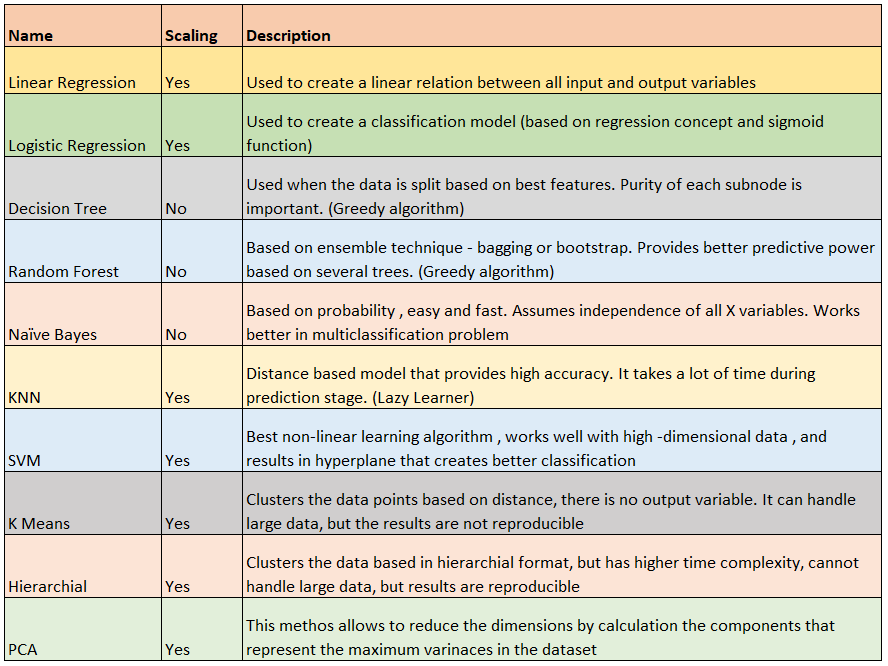 Name Scaling Description
Linear Regression Yes Used to create a linear relation between all input and output variables
Used to create a classification model (based on regression concept and sigmoid
Logistic Regression Yes function)
Used when the data is split based on best features. Purity of each subnode is
Decision Tree No important. (Greedy algorithm)
Based on ensemble technique - bagging or bootstrap. Provides better predictive power
Random Forest No based on several trees. (Greedy algorithm)
Based on probability , easy and fast. Assumes independence of all X variables. Works
Naïve Bayes No better in multiclassification problem
Distance based model that provides high accuracy. It takes a lot of time during
KNN Yes prediction stage. (Lazy Learner)
Best non-linear learning algorithm , works well with high -dimensional data , and
SVM Yes results in hyperplane that creates better classification
Clusters the data points based on distance, there is no output variable. It can handle
K Means Yes large data, but the results are not reproducible
Clusters the data based in hierarchial format, but has higher time complexity, cannot
Hierarchial Yes handle large data, but results are reproducible
This methos allows to reduce the dimensions by calculation the components that
PCA Yes represent the maximum varinaces in the dataset